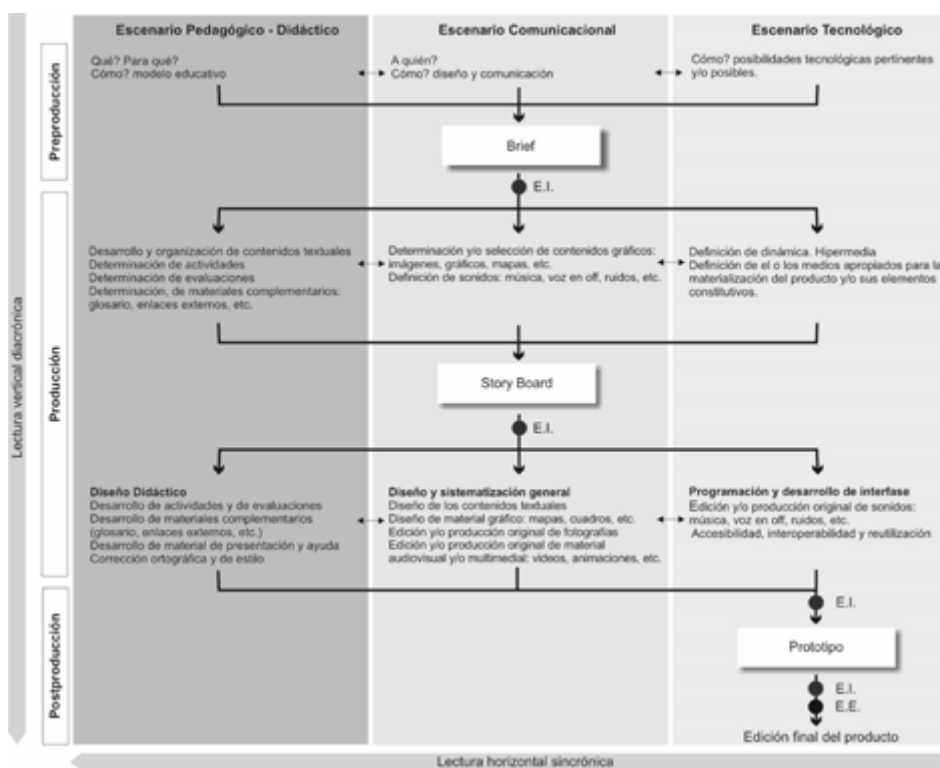 Escenario Pedagógico - Didáctico
Escenario Comunicacional
Escenario Tecnológico
Preproducción
Qué? Para qué?
Cómo? modelo educativo
A quién?
Cómo? diseño y comunicación
Cómo? posibilidades tecnológicas pertinentes
y/o posibles.
Brief
E.I.
Lectura vertical diacrónica
Producción
Desarrollo y organización de contenidos textuales
Determinación de actividades
Determinación de evaluaciones
Determinación, de materiales complementarios:
glosario, enlaces externos, etc.
Determinación y/o selección de contenidos gráficos:
imágenes, gráficos, mapas, etc.
Definición de sonidos: música, voz en off, ruidos, etc.
Definición de dinámica. Hipermedia
Definición de el o los medios apropiados para la
materialización del producto y/o sus elementos
constitutivos.
Story Board
E.I.
Diseño Didáctico
Desarrollo de actividades y de evaluaciones
Desarrollo de materiales complementarios
(glosario, enlaces externos, etc.)
Desarrollo de material de presentación y ayuda
Corrección ortográfica y de estilo
Diseño y sistematización general
Diseño de los contenidos textuales
Diseño de material gráfico: mapas, cuadros, etc.
Edición y/o producción original de fotografías
Edición y/o producción original de material
audiovisual y/o multimedial: videos, animaciones, etc.
Programación y desarrollo de interfase
Edición y/o producción original de sonidos:
música, voz en off, ruidos, etc.
Accesibilidad, interoperabilidad y reutilización
Postproducción
E.I.
Prototipo
E.I.
E.E.
Edición final del producto
Lectura horizontal sincrónica